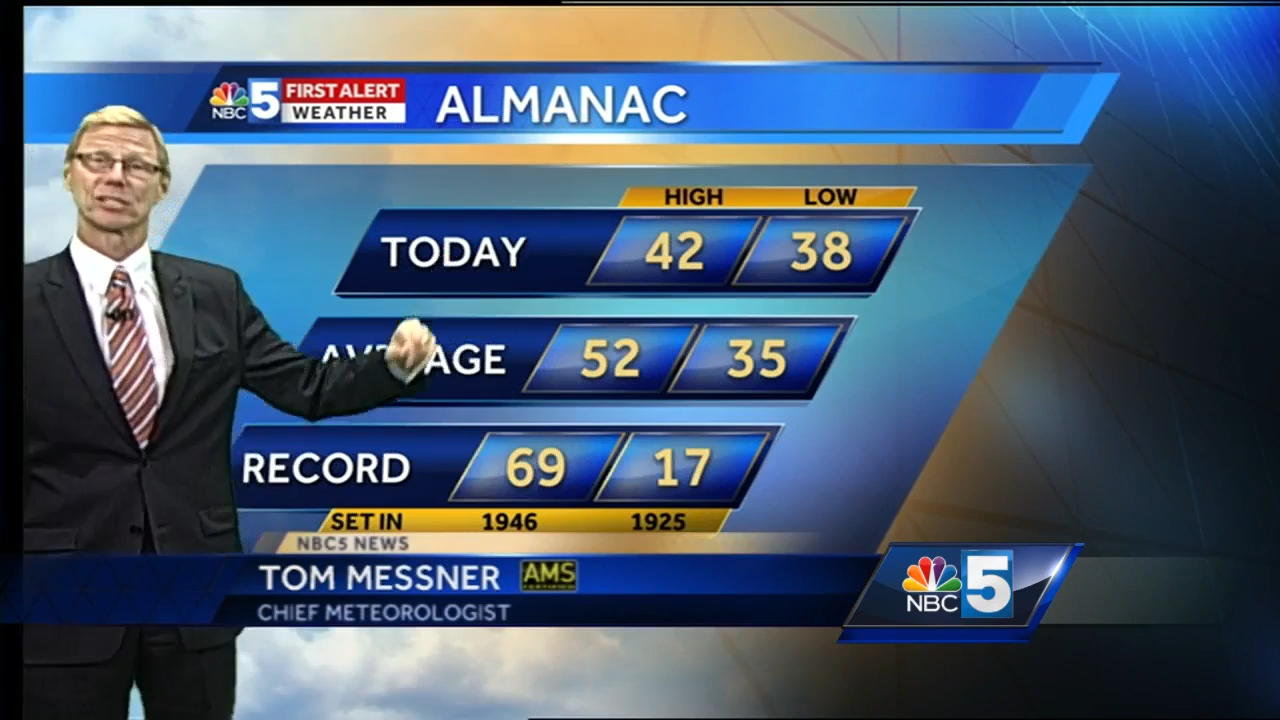 NBC 5 FIRST ALERT WEATHER ALMANAC
HIGH LOW
TODAY 42 38
52 35
RECORD 69 17
SET IN 1946 1925
NBC5 NEWS
TOM MESSNER AMS
CHIEF METEOROLOGIST
NBC 5